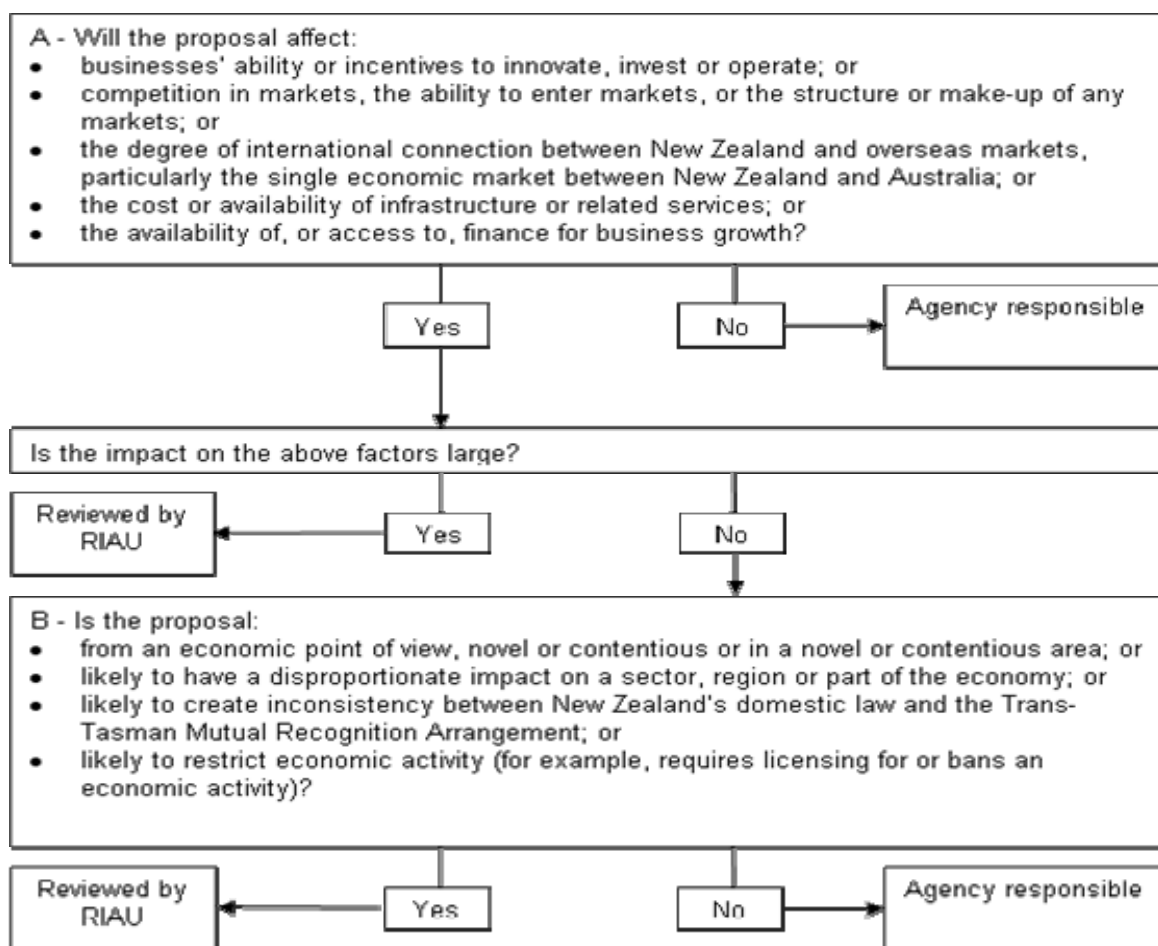 A - Will the proposal affect:
• businesses' ability or incentives to innovate, invest or operate; or
• competition in markets, the ability to enter markets, or the structure or make-up of any
markets; or
• the degree of international connection between New Zealand and overseas markets,
particularly the single economic market between New Zealand and Australia; or
• the cost or availability of infrastructure or related services; or
• the availability of, or access to, finance for business growth?
Yes
No
Agency responsible
Is the impact on the above factors large?
Reviewed by
RIAU
Yes
No
B - Is the proposal:
• from an economic point of view, novel or contentious or in a novel or contentious area; or
• likely to have a disproportionate impact on a sector, region or part of the economy; or
• likely to create inconsistency between New Zealand's domestic law and the Trans-
Tasman Mutual Recognition Arrangement; or
• likely to restrict economic activity (for example, requires licensing for or bans an
economic activity)?
Reviewed by
RIAU
Yes
No
Agency responsible